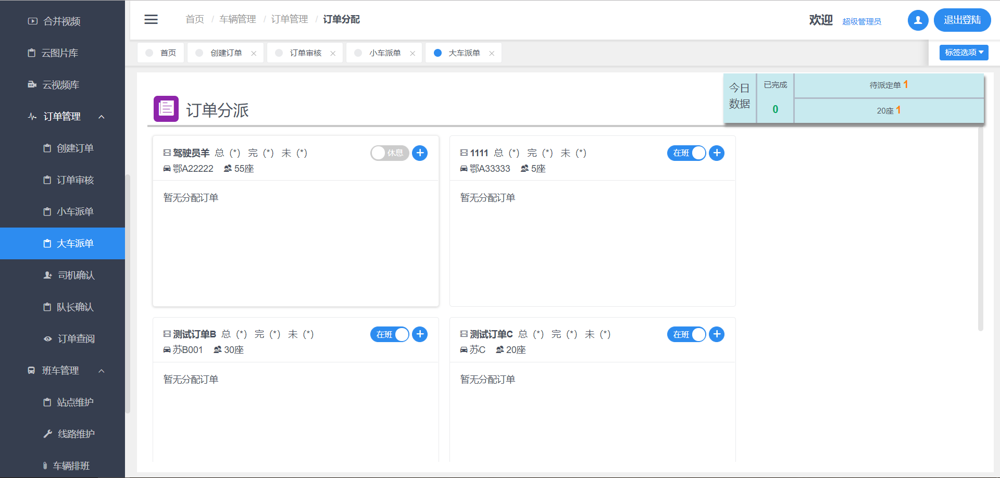 合并视频
云图片库
云视频库
订单管理
创建订单
订单审核
小车派单
大车派单
司机确认
队长确认
订单查阅
班车管理
站点维护
线路维护
车辆排班
首页 / 车辆管理 / 订单管理 / 订单分配
欢迎 超级管理员 退出登陆
首页 创建订单 订单审核 小车派单 大车派单 标签选项
订单分派
今日
数据
已完成
0
待派定单 1
20座 1
驾驶员羊 总 (*) 完 (*) 未 (*) 休息
鄂A22222 55座
暂无分配订单
1111 总 (*) 完 (*) 未 (*) 在班
鄂A33333 5座
暂无分配订单
测试订单B 总 (*) 完 (*) 未 (*) 在班
苏B001 30座
暂无分配订单
测试订单C 总 (*) 完 (*) 未 (*) 在班
苏C 20座
暂无分配订单